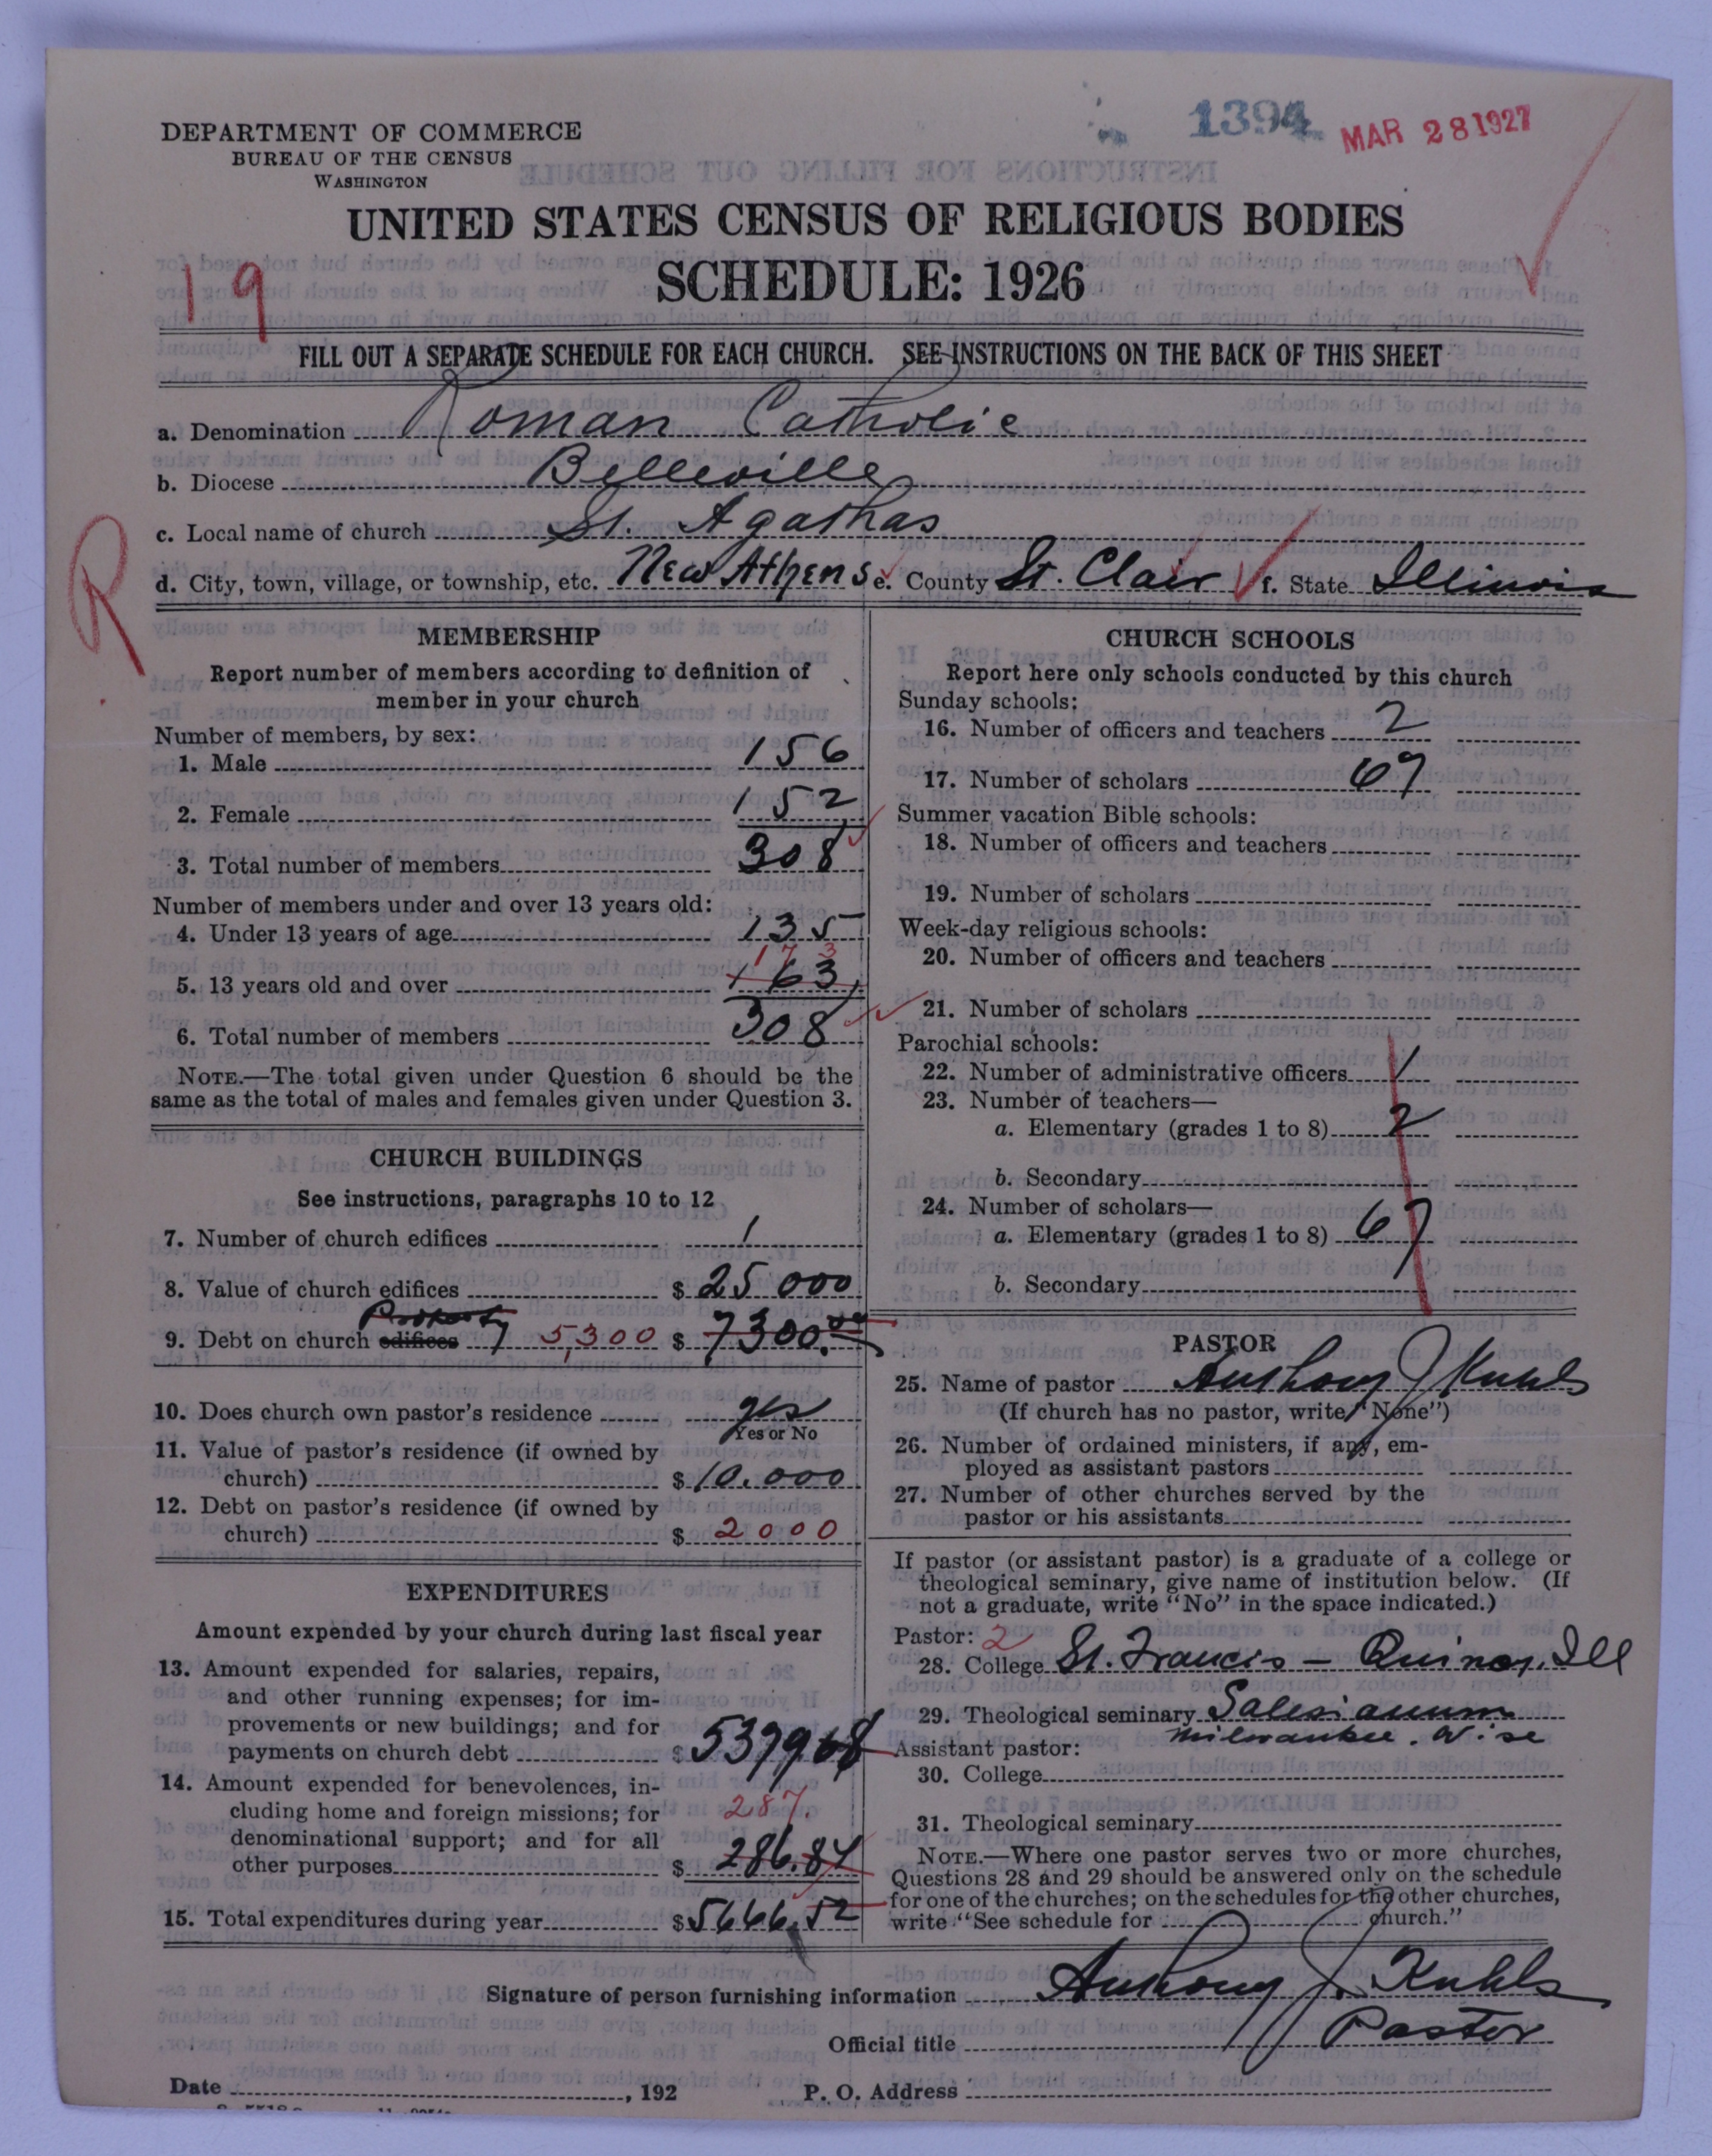 1394
MAR 28 1927
DEPARTMENT OF COMMERCE
BUREAU OF THE CENSUS
WASHINGTON
UNITED STATES CENSUS OF RELIGIOUS BODIES
SCHEDULE: 1926
19
FILL OUT A SEPARATE SCHEDULE FOR EACH CHURCH. SEE INSTRUCTIONS ON THE BACK OF THIS SHEET
a. Denomination Roman Catholic
b. Diocese Belleville
c. Local name of church St. Agathas
d. City, town, village, or township, etc. New Athens e. County St. Clair f. State Illinois
R
MEMBERSHIP
Report number of members according to definition of
member in your church
Number of members, by sex:
1. Male 156
2. Female 152
3. Total number of members 308
Number of members under and over 13 years old:
4. Under 13 years of age 135
173
5. 13 years old and over 163
6. Total number of members 308
NOTE.—The total given under Question 6 should be the
same as the total of males and females given under Question 3.
CHURCH BUILDINGS
See instructions, paragraphs 10 to 12
7. Number of church edifices 1
8. Value of church edifices $ 25000
Property
9. Debt on church edifices 5,300 $ 7300.00
10. Does church own pastor's residence yes
Yes or No
11. Value of pastor's residence (if owned by
church) $ 10.000
12. Debt on pastor's residence (if owned by
church) $ 2000
EXPENDITURES
Amount expended by your church during last fiscal year
13. Amount expended for salaries, repairs,
and other running expenses; for im-
provements or new buildings; and for
payments on church debt $ 5379.68
14. Amount expended for benevolences, in-
cluding home and foreign missions; for 287.
denominational support; and for all
other purposes $ 286.84
15. Total expenditures during year $ 5666.52
CHURCH SCHOOLS
Report here only schools conducted by this church
Sunday schools:
16. Number of officers and teachers 2
17. Number of scholars 67
Summer vacation Bible schools:
18. Number of officers and teachers
19. Number of scholars
Week-day religious schools:
20. Number of officers and teachers
21. Number of scholars
Parochial schools:
22. Number of administrative officers 1
23. Number of teachers—
a. Elementary (grades 1 to 8) 2
b. Secondary
24. Number of scholars—
a. Elementary (grades 1 to 8) 67
b. Secondary
PASTOR
25. Name of pastor Anthony J Kuhls
(If church has no pastor, write "None")
26. Number of ordained ministers, if any, em-
ployed as assistant pastors
27. Number of other churches served by the
pastor or his assistants
If pastor (or assistant pastor) is a graduate of a college or
theological seminary, give name of institution below. (If
not a graduate, write "No" in the space indicated.)
Pastor: 2
28. College St. Francis — Quincy. Ill
29. Theological seminary Salesianum
Milwaukee. Wise
Assistant pastor:
30. College
31. Theological seminary
NOTE.—Where one pastor serves two or more churches,
Questions 28 and 29 should be answered only on the schedule
for one of the churches; on the schedules for the other churches,
write "See schedule for church."
Signature of person furnishing information Anthony J. Kuhls
Official title Pastor
Date , 192 P. O. Address